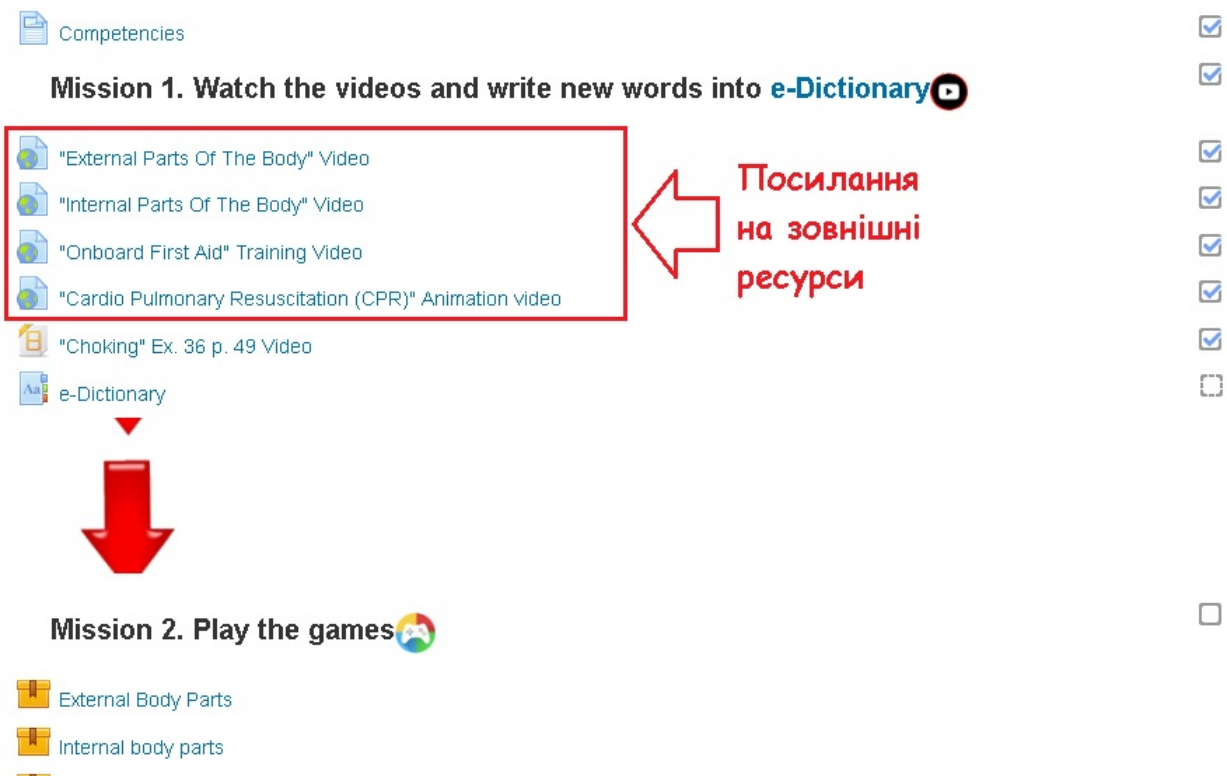 Competencies
Mission 1. Watch the videos and write new words into e-Dictionary
"External Parts Of The Body" Video
"Internal Parts Of The Body" Video
"Onboard First Aid" Training Video
"Cardio Pulmonary Resuscitation (CPR)" Animation video
Посилання
на зовнішні
ресурси
"Choking" Ex. 36 p. 49 Video
Aa
e-Dictionary
Mission 2. Play the games
External Body Parts
Internal body parts